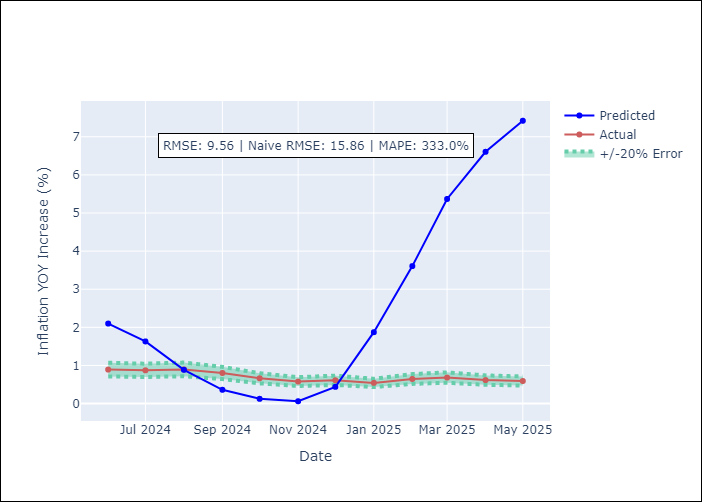 Predicted
Actual
+/-20% Error
RMSE: 9.56 | Naive RMSE: 15.86 | MAPE: 333.0%
Inflation YOY Increase (%)
7
6
5
4
3
2
1
0
Jul 2024
Sep 2024
Nov 2024
Jan 2025
Mar 2025
May 2025
Date